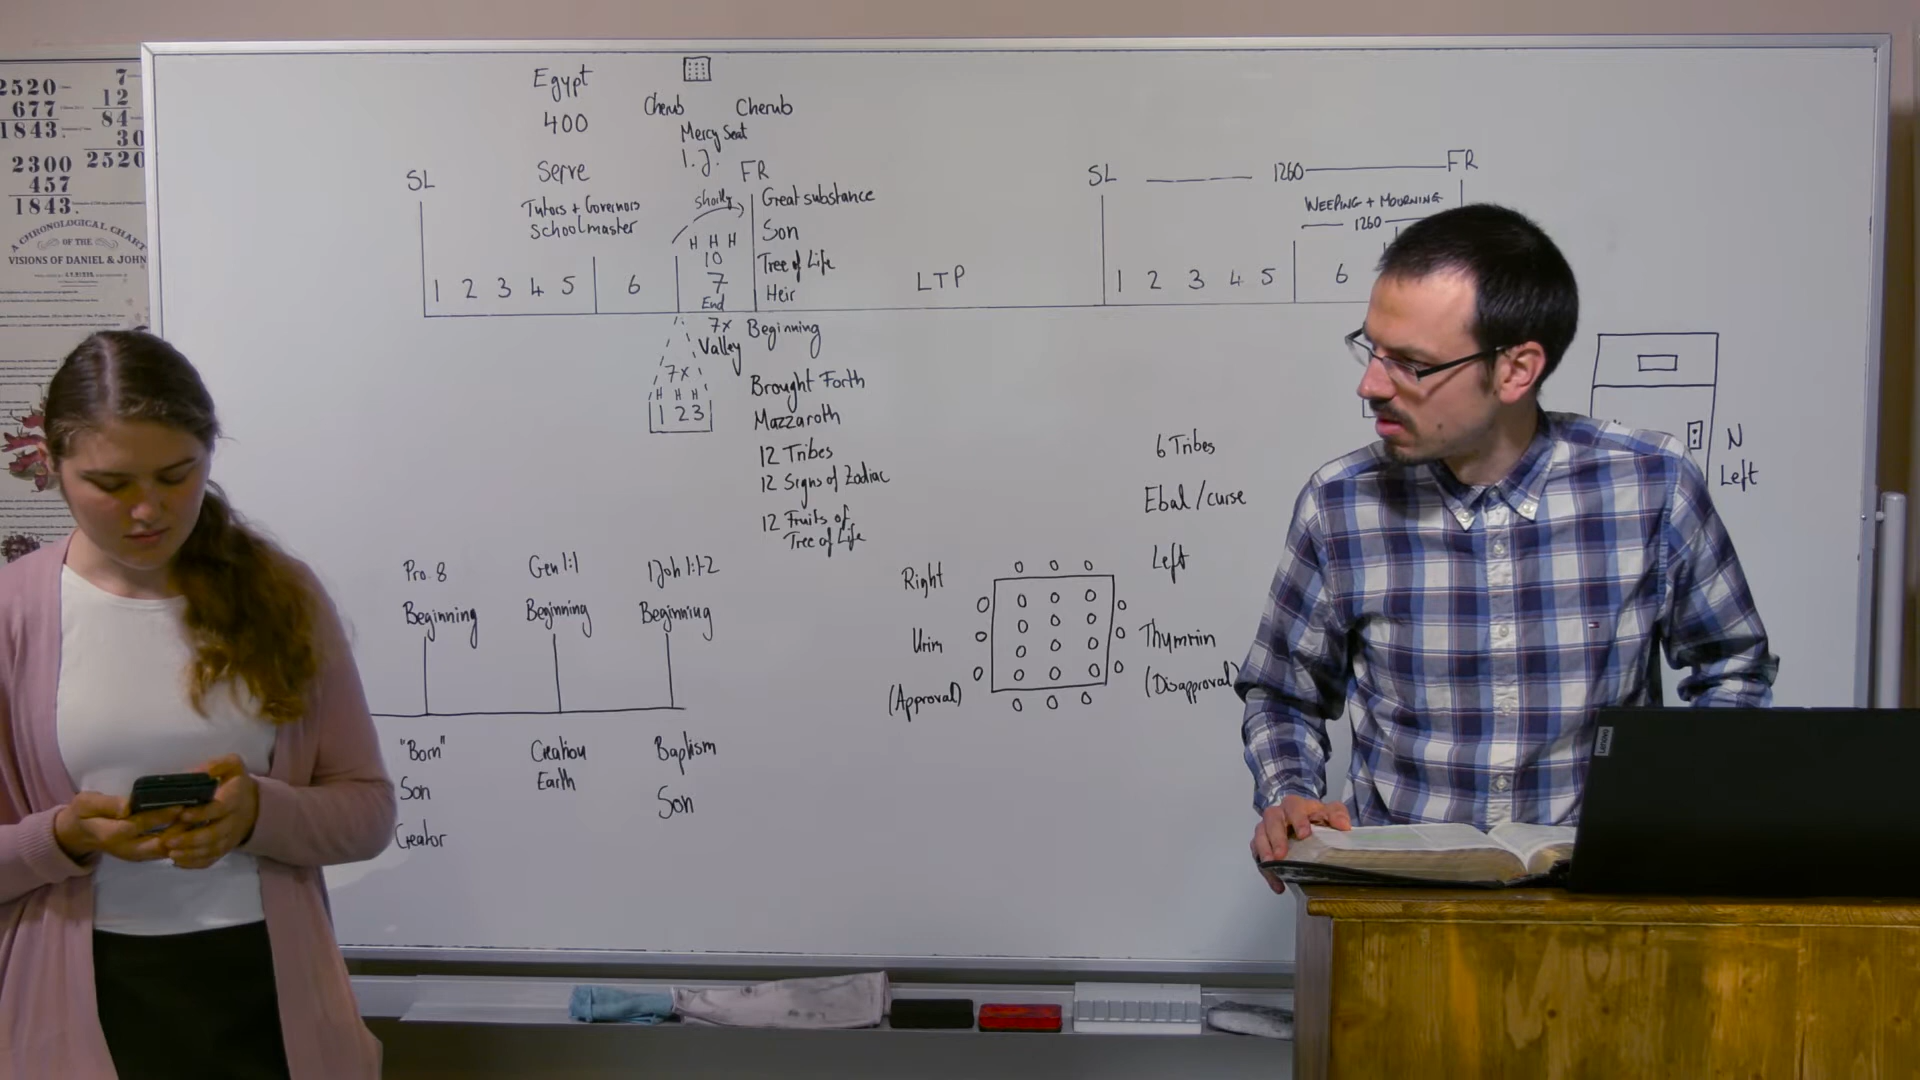 2520
677
1843.
2300
457
1843.
7
12
84
30
2520
A CHRONOLOGICAL CHART
OF THE
VISIONS OF DANIEL & JOHN
Egypt
400
Serve
Tutors + Governors
Schoolmaster
Cherub Cherub
Mercy Seat
1. J.
SL
FR
shortly
Great substance
Son
Tree of Life
Heir
H H H
10
7
End
1 2 3 4 5 6
LTP
7x Beginning
Valley
7x
H H H
1 2 3
Brought Forth
Mazzaroth
12 Tribes
12 Signs of Zodiac
12 Fruits of
Tree of Life
SL 1260 FR
WEEPING + MOURNING
1260
1 2 3 4 5 6
6 Tribes
Ebal/curse
Left
Thummin
(Disapproval)
Right
Urim
(Approval)
N
Left
Pro. 8
Beginning
Gen 1:1
Beginning
1 Joh 1:1-2
Beginning
"Born"
Son
Creator
Creation
Earth
Baptism
Son
Lenovo